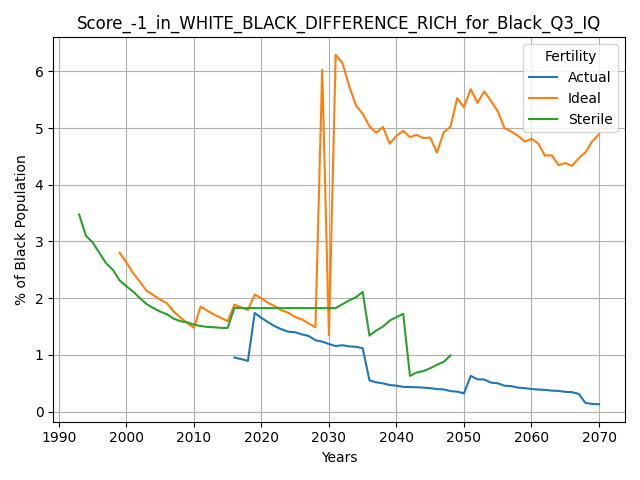 Score_-1_in_WHITE_BLACK_DIFFERENCE_RICH_for_Black_Q3_IQ
Fertility
Actual
Ideal
Sterile
% of Black Population
6
5
4
3
2
1
0
1990 2000 2010 2020 2030 2040 2050 2060 2070
Years